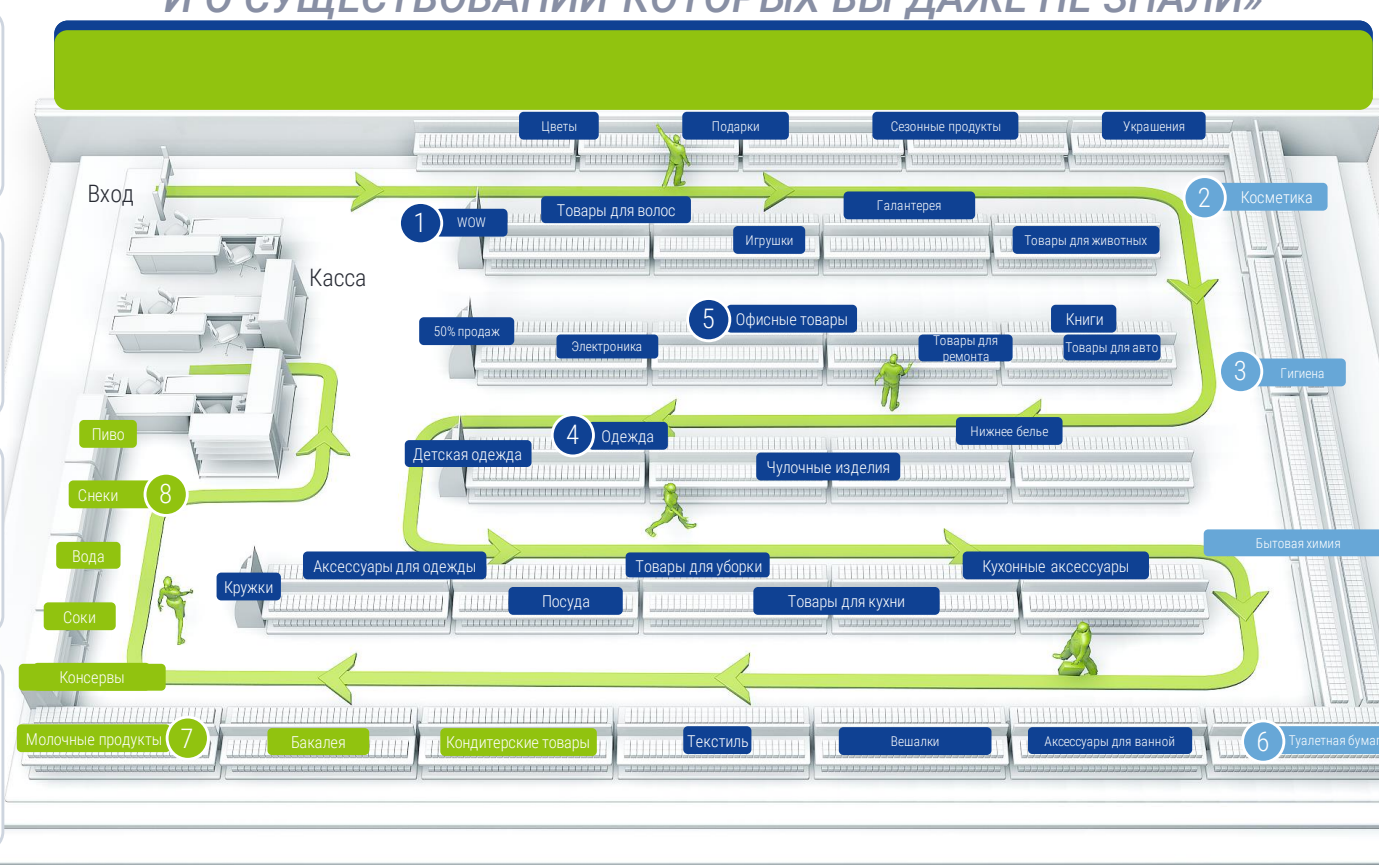 И О СУЩЕСТВОВАНИИ КОТОРЫХ ВЫ ДАЖЕ НЕ ЗНАЛИ»
Цветы
Подарки
Сезонные продукты
Украшения
Вход
1
WOW
Товары для волос
Галантерея
2
Косметика
Игрушки
Товары для животных
Касса
50% продаж
5
Офисные товары
Книги
Электроника
Товары для
ремонта
Товары для авто
3
Гигиена
Пиво
4
Одежда
Нижнее белье
Детская одежда
Чулочные изделия
Снеки
8
Вода
Бытовая химия
Аксессуары для одежды
Товары для уборки
Кухонные аксессуары
Кружки
Посуда
Товары для кухни
Соки
Консервы
Молочные продукты
7
Бакалея
Кондитерские товары
Текстиль
Вешалки
Аксессуары для ванной
6
Туалетная бумаг